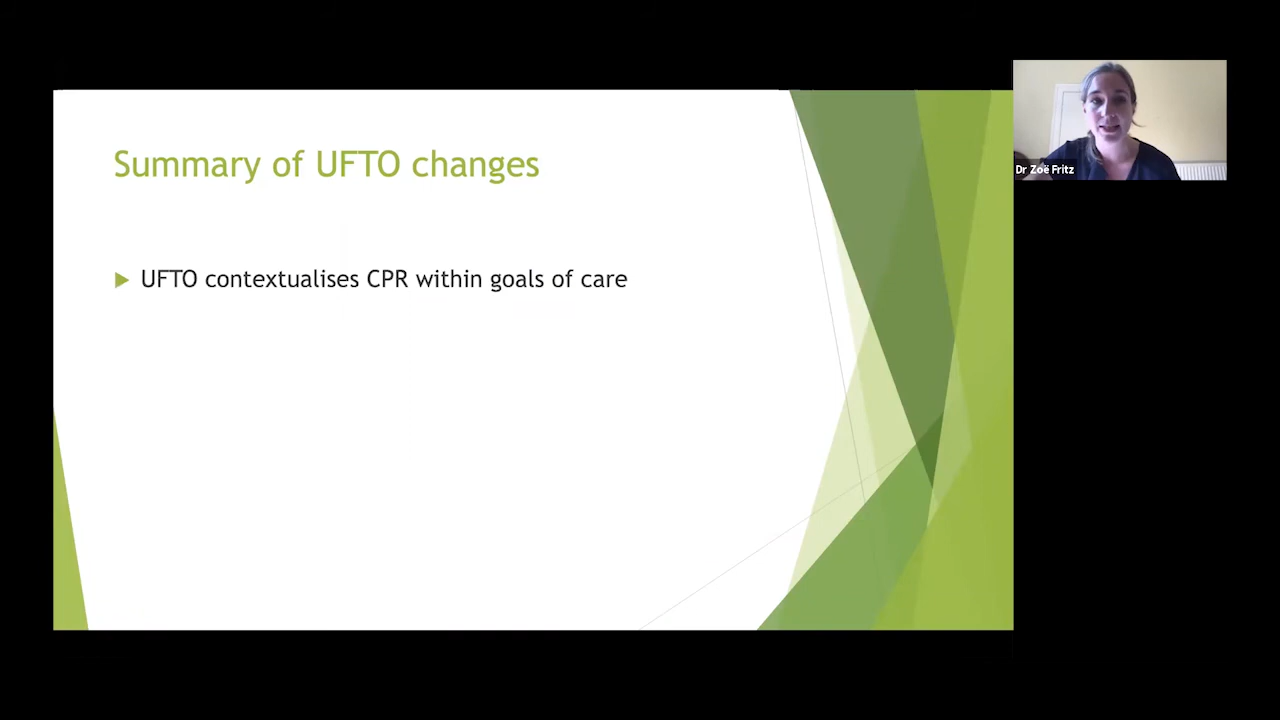 Summary of UFTO changes
UFTO contextualises CPR within goals of care
Dr Zoë Fritz